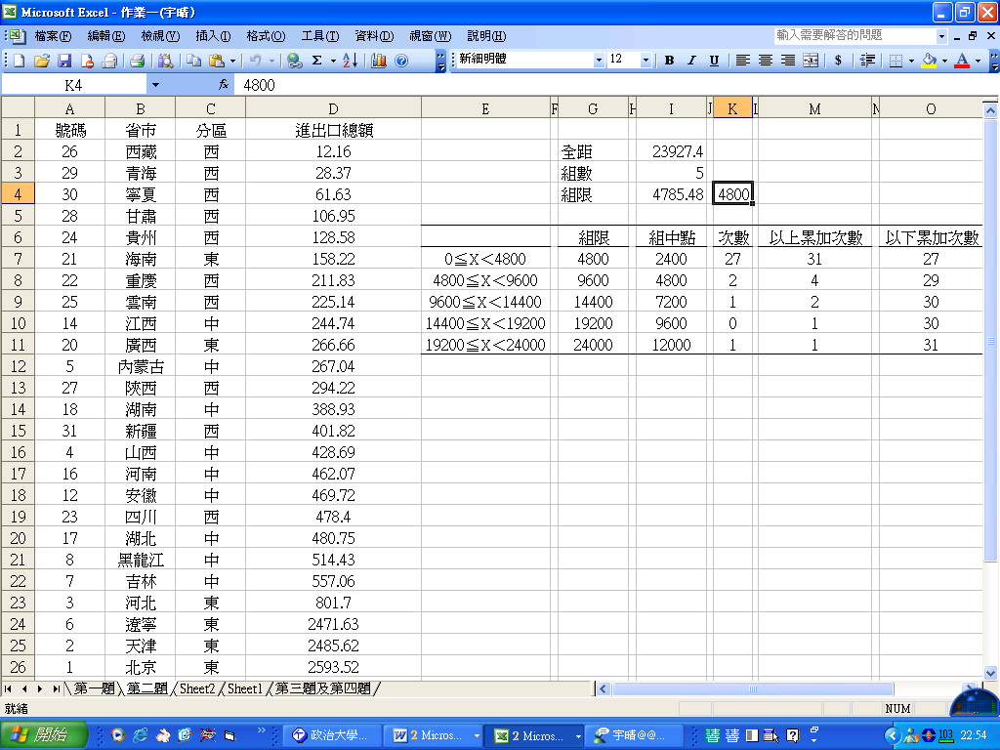 Microsoft Excel - 作業一(宇晴)
檔案(F) 編輯(E) 檢視(V) 插入(I) 格式(O) 工具(T) 資料(D) 視窗(W) 說明(H) 輸入需要解答的問題
新細明體 12 B I U $
K4 fx 4800
A B C D E F G H I J K L M N O
1 號碼 省市 分區 進出口總額
2 26 西藏 西 12.16 全距 23927.4
3 29 青海 西 28.37 組數 5
4 30 寧夏 西 61.63 組限 4785.48 4800
5 28 甘肅 西 106.95
6 24 貴州 西 128.58 組限 組中點 次數 以上累加次數 以下累加次數
7 21 海南 東 158.22 0≦X<4800 4800 2400 27 31 27
8 22 重慶 西 211.83 4800≦X<9600 9600 4800 2 4 29
9 25 雲南 西 225.14 9600≦X<14400 14400 7200 1 2 30
10 14 江西 中 244.74 14400≦X<19200 19200 9600 0 1 30
11 20 廣西 東 266.66 19200≦X<24000 24000 12000 1 1 31
12 5 內蒙古 中 267.04
13 27 陝西 西 294.22
14 18 湖南 中 388.93
15 31 新疆 西 401.82
16 4 山西 中 428.69
17 16 河南 中 462.07
18 12 安徽 中 469.72
19 23 四川 西 478.4
20 17 湖北 中 480.75
21 8 黑龍江 中 514.43
22 7 吉林 中 557.06
23 3 河北 東 801.7
24 6 遼寧 東 2471.63
25 2 天津 東 2485.62
26 1 北京 東 2593.52
第一題 第二題 Sheet2 Sheet1 第三題及第四題
就緒 NUM
開始 政治大學... 2 Micros... 2 Micros... 宇晴@@... 103 22:54